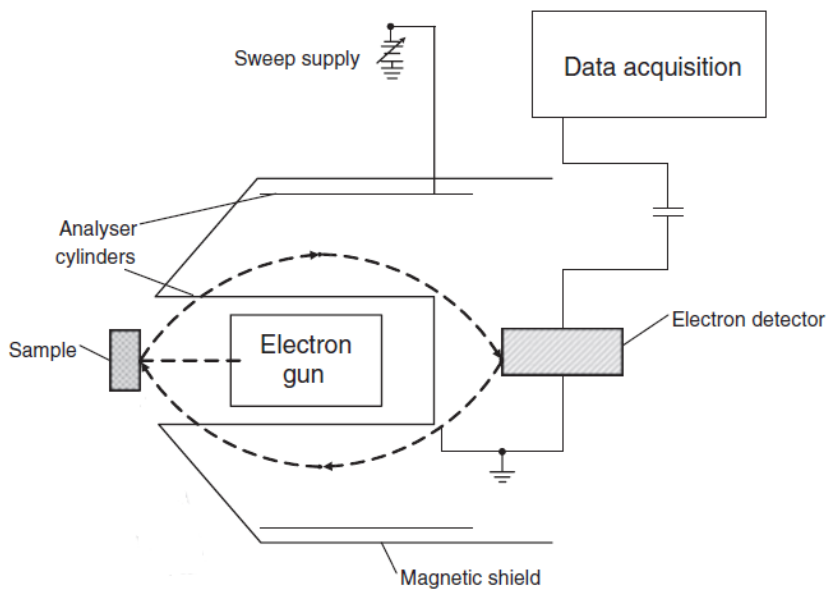 Sweep supply
Data acquisition
Analyser
cylinders
Electron detector
Sample
Electron
gun
Magnetic shield